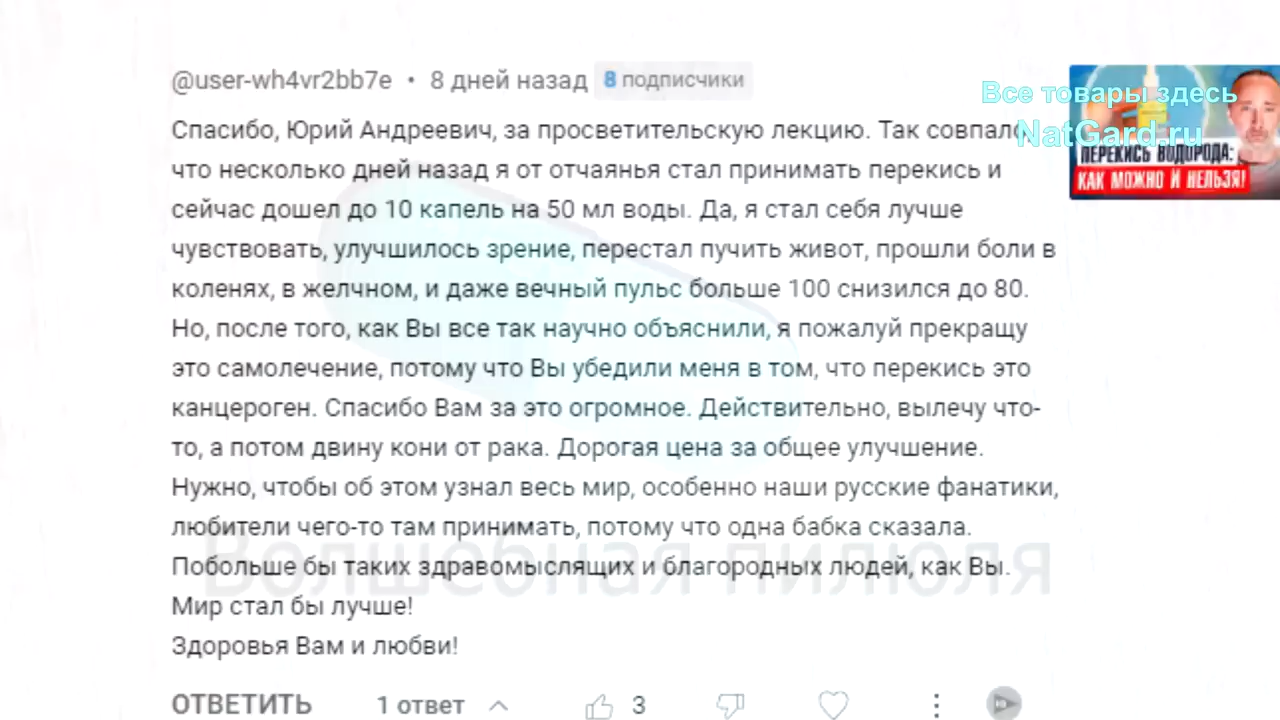 @user-wh4vr2bb7e • 8 дней назад 8 подписчики
Все товары здесь
NatGard.ru
ПЕРЕКИСЬ ВОДОРОДА:
КАК МОЖНО И НЕЛЬЗЯ!
Спасибо, Юрий Андреевич, за просветительскую лекцию. Так совпало
что несколько дней назад я от отчаянья стал принимать перекись и
сейчас дошел до 10 капель на 50 мл воды. Да, я стал себя лучше
чувствовать, улучшилось зрение, перестал пучить живот, прошли боли в
коленях, в желчном, и даже вечный пульс больше 100 снизился до 80.
Но, после того, как Вы все так научно объяснили, я пожалуй прекращу
это самолечение, потому что Вы убедили меня в том, что перекись это
канцероген. Спасибо Вам за это огромное. Действительно, вылечу что-
то, а потом двину кони от рака. Дорогая цена за общее улучшение.
Нужно, чтобы об этом узнал весь мир, особенно наши русские фанатики,
любители чего-то там принимать, потому что одна бабка сказала.
Волшебная пилюля
Побольше бы таких здравомыслящих и благородных людей, как Вы.
Мир стал бы лучше!
Здоровья Вам и любви!
ОТВЕТИТЬ 1 ответ 3